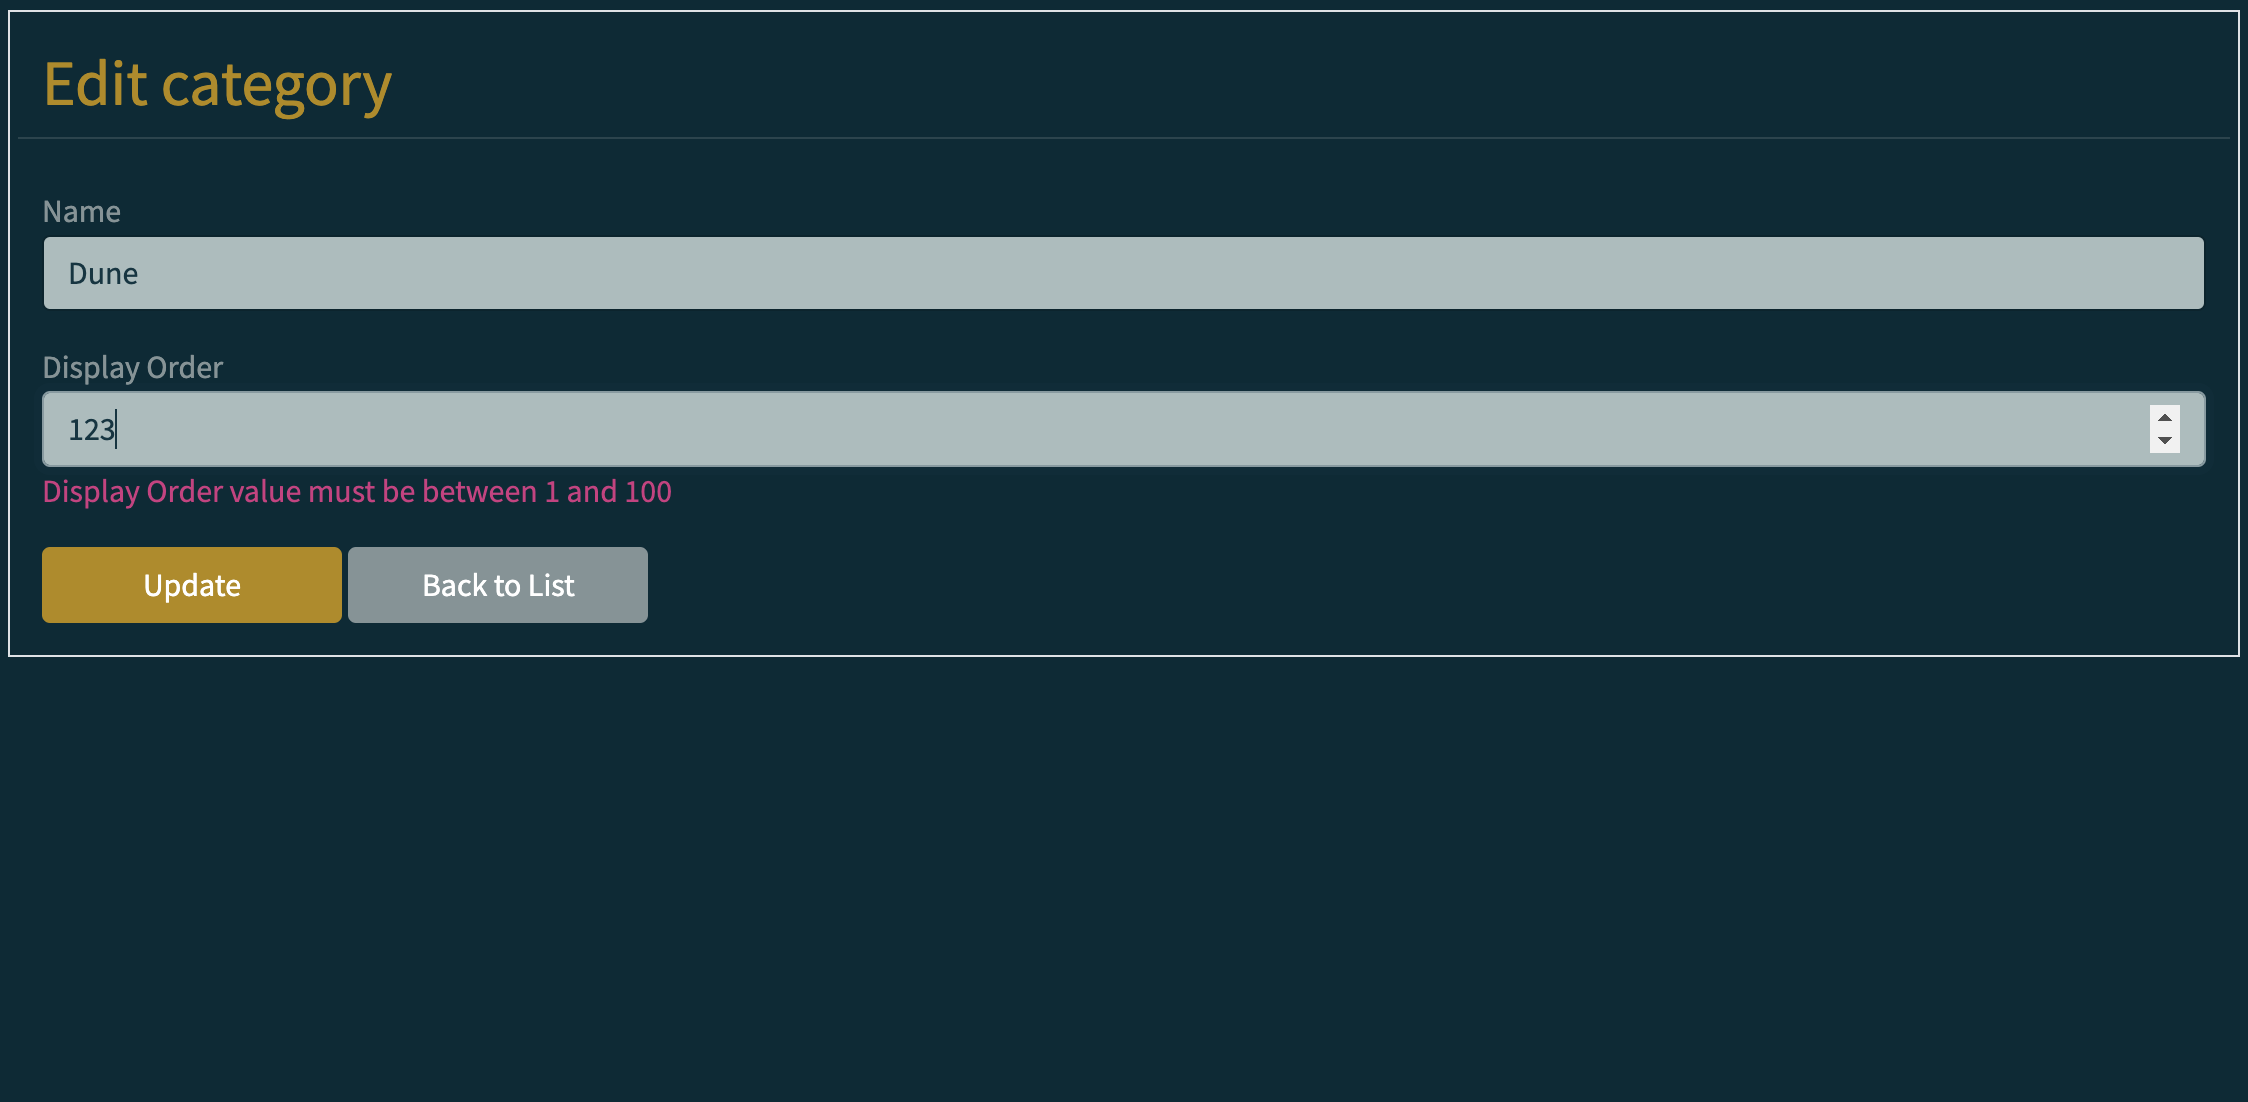 Edit category
Name
Dune
Display Order
123
Display Order value must be between 1 and 100
Update Back to List